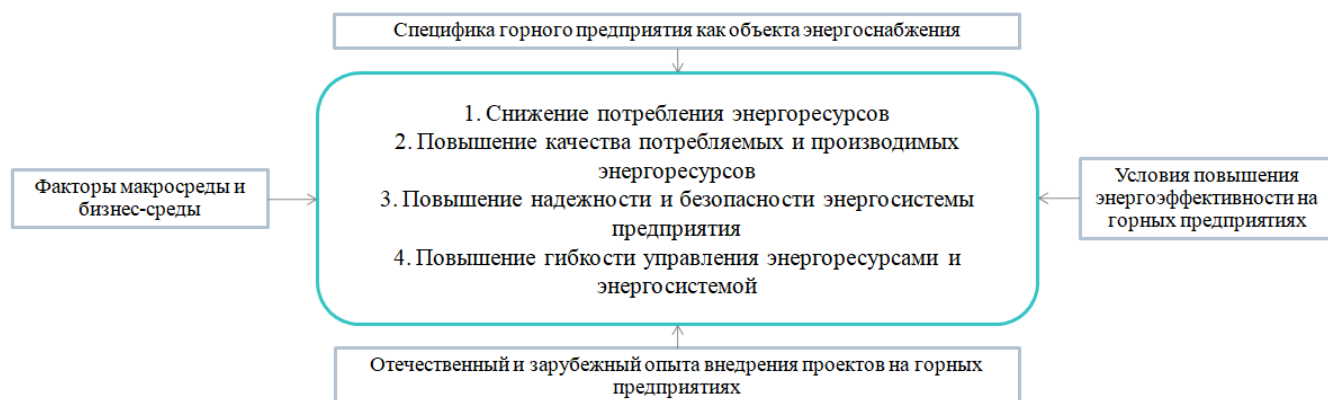 Специфика горного предприятия как объекта энергоснабжения
1. Снижение потребления энергоресурсов
2. Повышение качества потребляемых и производимых
энергоресурсов
3. Повышение надежности и безопасности энергосистемы
предприятия
4. Повышение гибкости управления энергоресурсами и
энергосистемой
Факторы макросреды и
бизнес-среды
Условия повышения
энергоэффективности на
горных предприятиях
Отечественный и зарубежный опыта внедрения проектов на горных
предприятиях